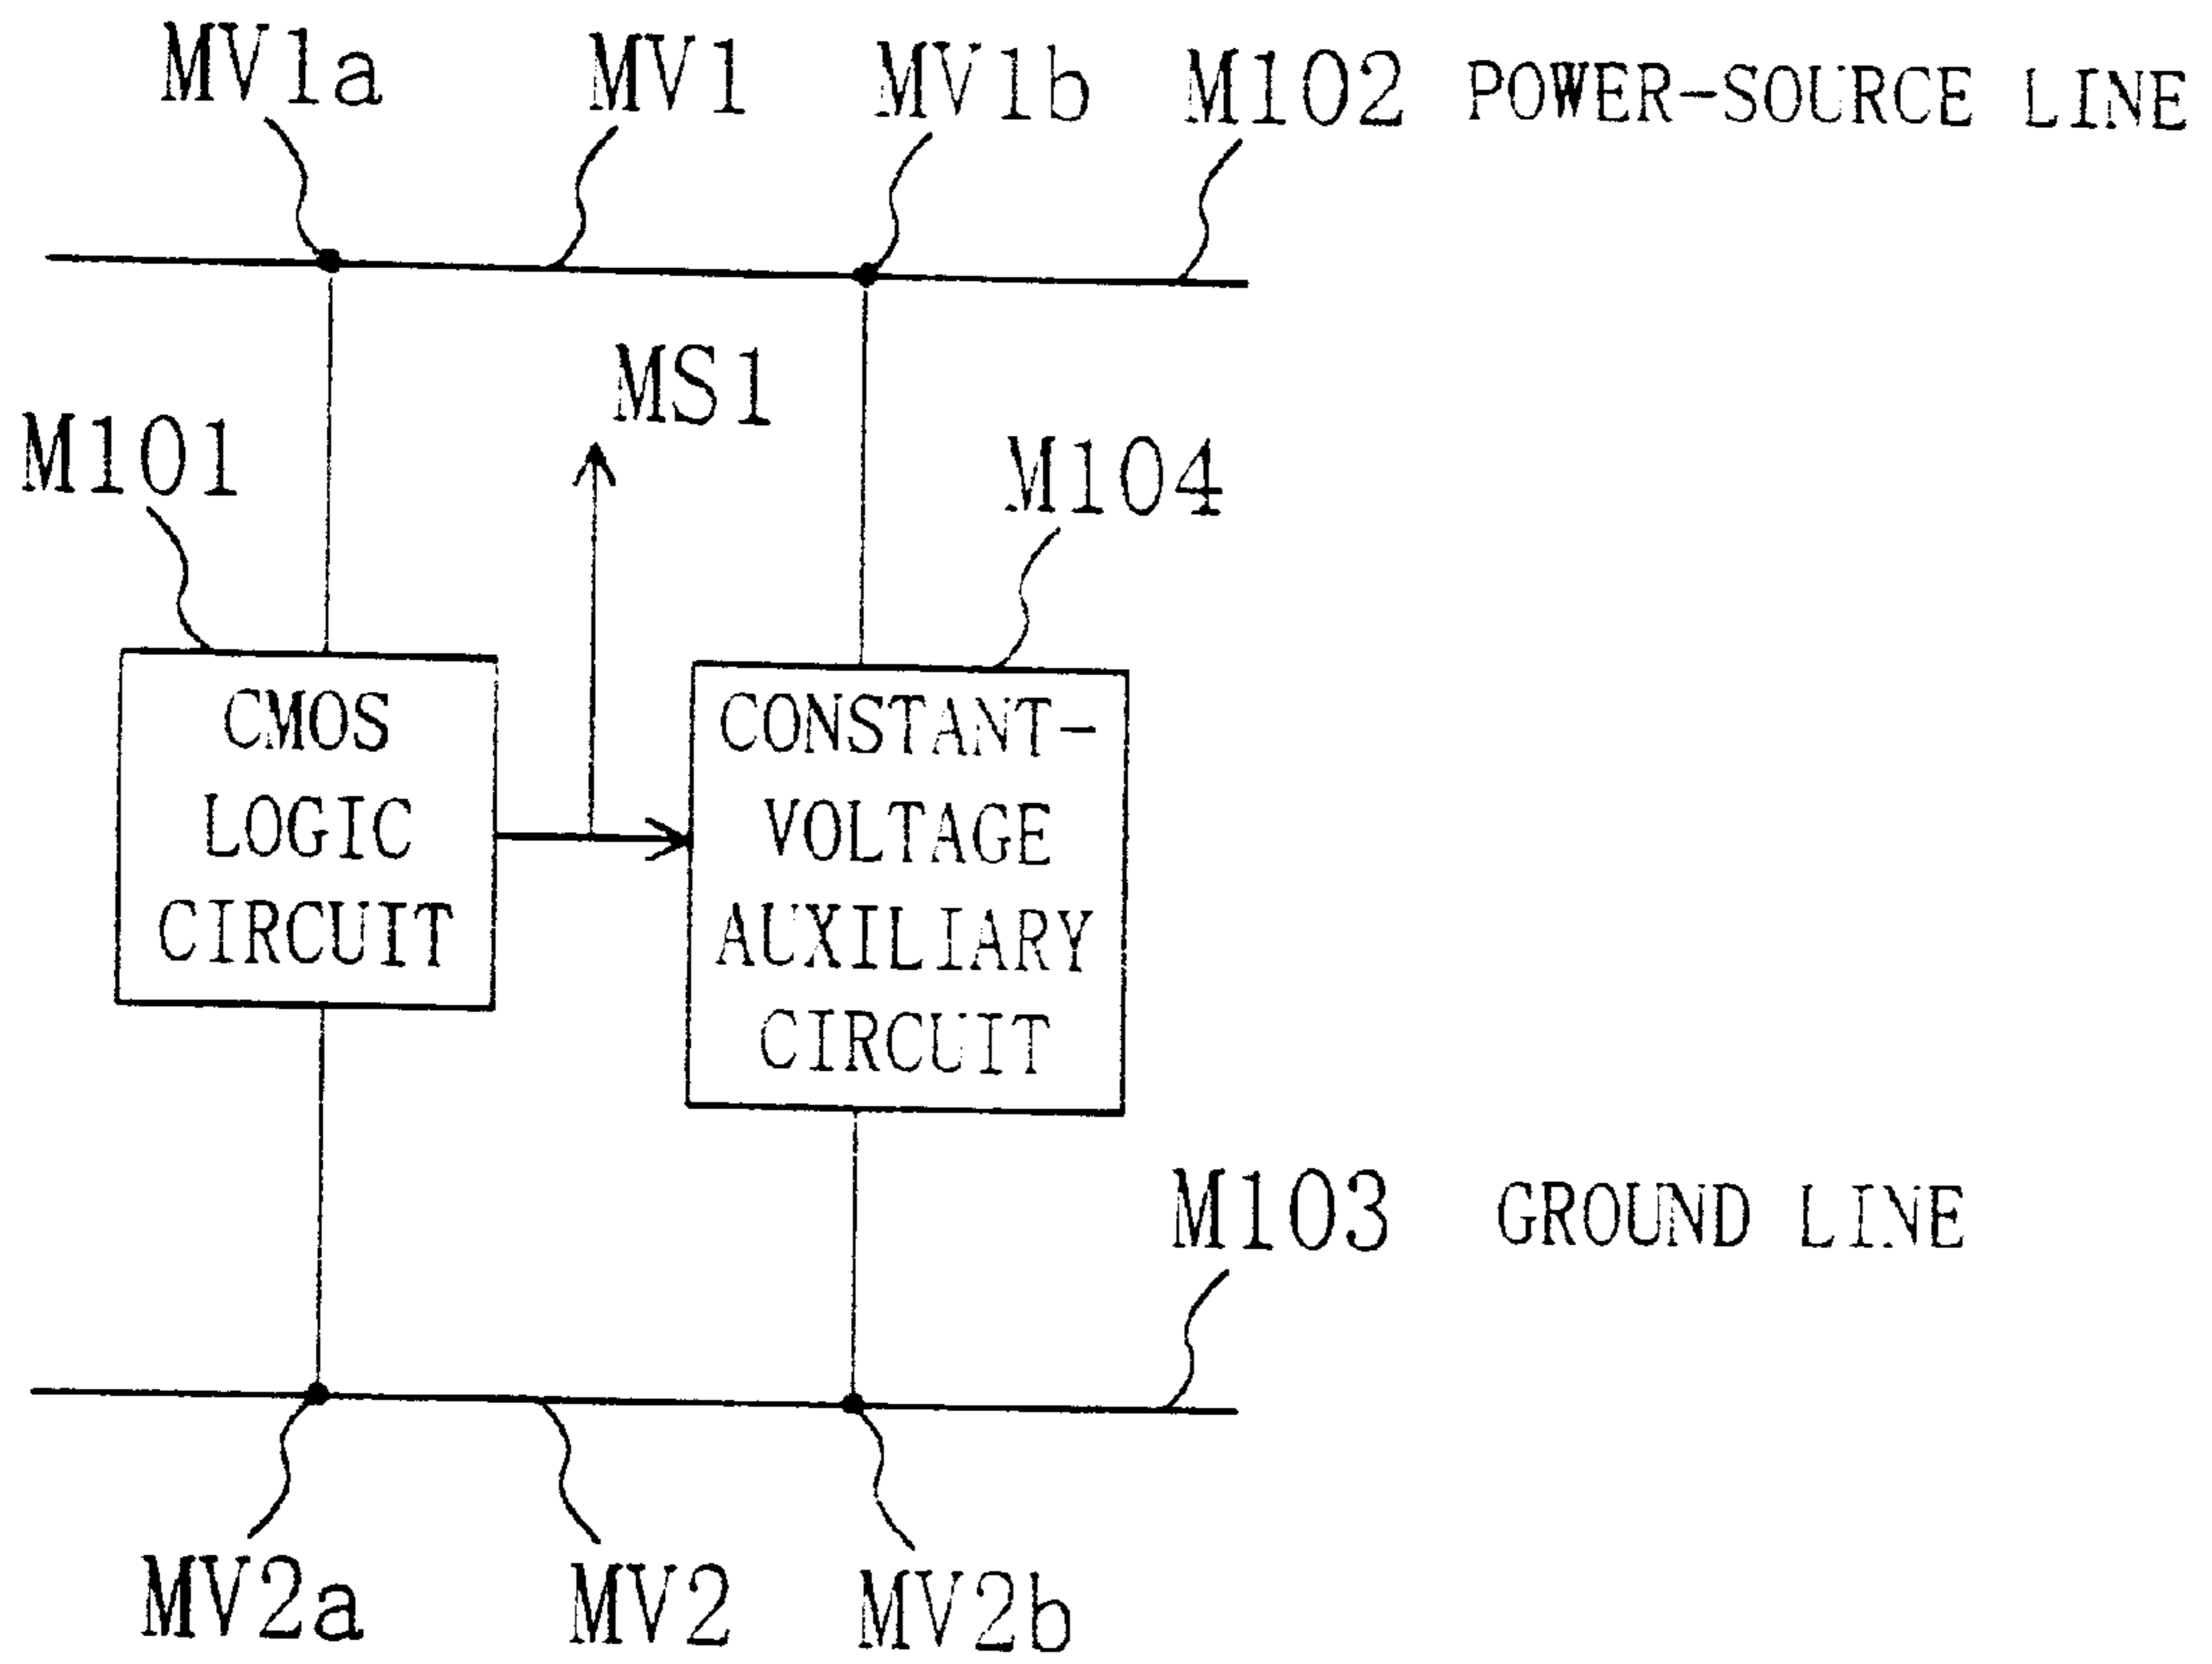 MV1a MV1 MV1b M102 POWER-SOURCE LINE
MS1
M101
M104
CMOS
LOGIC
CIRCUIT
CONSTANT-
VOLTAGE
AUXILIARY
CIRCUIT
M103 GROUND LINE
MV2a MV2 MV2b